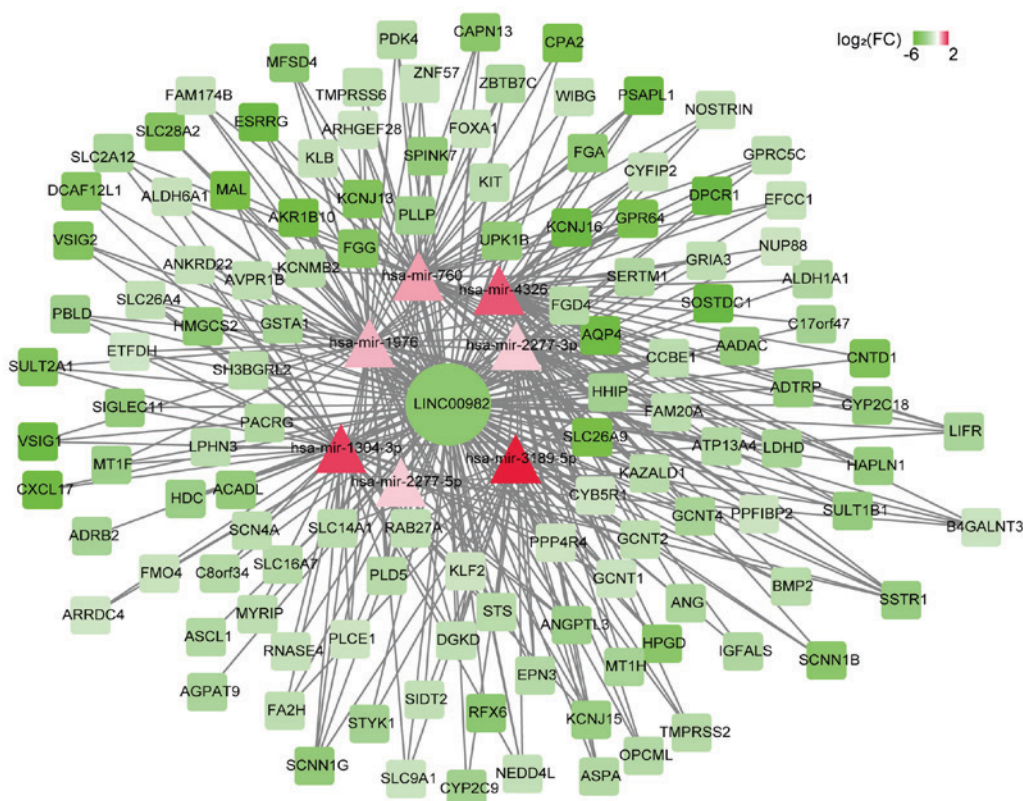 log₂(FC)
-6
2
PDK4
CAPN13
CPA2
MFSD4
ZNF57
ZBTB7C
TMPRSS6
WIBG
PSAPL1
NOSTRIN
FAM174B
ESRRG
ARHGEF28
FOXA1
SLC28A2
SPINK7
FGA
GPRC5C
SLC2A12
KLB
CYFIP2
KIT
DCAF12L1
ALDH6A1
MAL
AKR1B10
KCNJ13
PLLP
DPCR1
EFCC1
GPR64
KCNJ16
VSIG2
FGG
UPK1B
NUP88
ANKRD22
AVPR1B
KCNMB2
hsa-mir-760
hsa-mir-4326
SERTM1
GRIA3
ALDH1A1
SLC26A4
PBLD
FGD4
SOSTDC1
HMGCS2
GSTA1
C17orf47
hsa-mir-1976
hsa-mir-2277-3p
AQP4
AADAC
ETFDH
CCBE1
CNTD1
SULT2A1
SH3BGRL2
HHIP
ADTRP
LINC00982
SIGLEC11
FAM20A
CYP2C18
PACRG
VSIG1
LPHN3
hsa-mir-1304-3p
hsa-mir-3189-5p
SLC26A9
ATP13A4
LDHD
LIFR
MT1F
KAZALD1
HAPLN1
CXCL17
HDC
ACADL
hsa-mir-2277-5p
CYB5R1
GCNT4
PPFIBP2
SULT1B1
B4GALNT3
ADRB2
SCN4A
SLC14A1
RAB27A
PPP4R4
GCNT2
FMO4
C8orf34
SLC16A7
PLD5
KLF2
GCNT1
BMP2
SSTR1
ARRDC4
MYRIP
STS
ANG
ASCL1
RNASE4
PLCE1
DGKD
ANGPTL3
HPGD
IGFALS
SCNN1B
AGPAT9
MT1H
EPN3
FA2H
SIDT2
STYK1
RFX6
KCNJ15
TMPRSS2
OPCML
SCNN1G
SLC9A1
CYP2C9
NEDD4L
ASPA